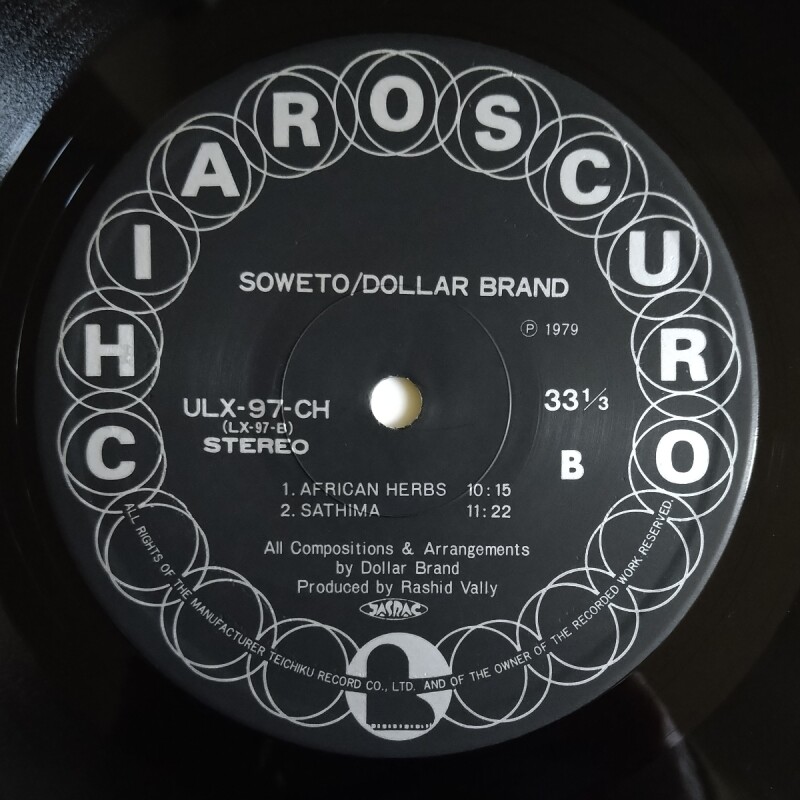 CHIAROSCURO
SOWETO/DOLLAR BRAND
Ⓟ 1979
ULX-97-CH
(LX-97-B)
STEREO
33 1/3
B
1. AFRICAN HERBS 10:15
2. SATHIMA 11:22
All Compositions & Arrangements
by Dollar Brand
Produced by Rashid Vally
JASRAC
ALL RIGHTS OF THE MANUFACTURER TEICHIKU RECORD CO., LTD. AND OF THE OWNER OF THE RECORDED WORK RESERVED.